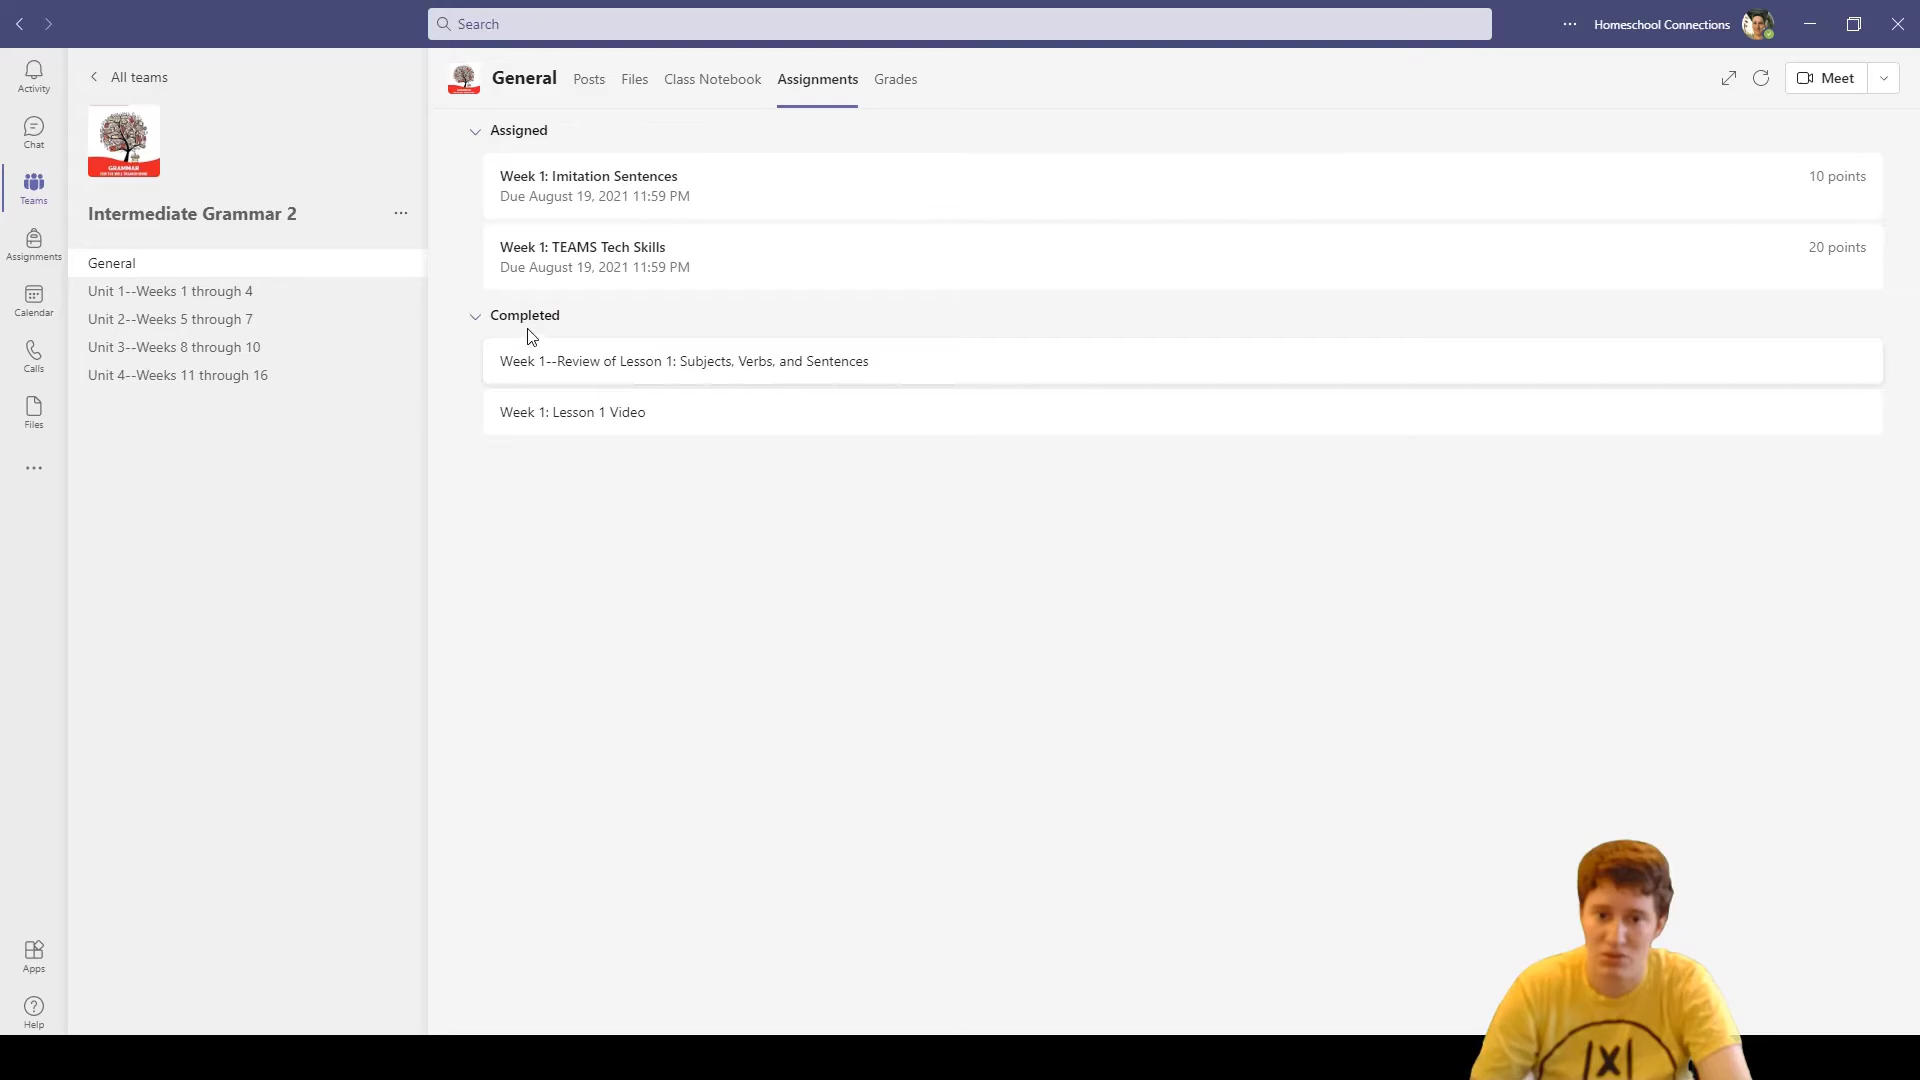 Search
Homeschool Connections
Activity
Chat
Teams
Assignments
Calendar
Calls
Files
Apps
Help
All teams
GRAMMAR
Intermediate Grammar 2
General
Unit 1--Weeks 1 through 4
Unit 2--Weeks 5 through 7
Unit 3--Weeks 8 through 10
Unit 4--Weeks 11 through 16
General
Posts
Files
Class Notebook
Assignments
Grades
Meet
Assigned
Week 1: Imitation Sentences
10 points
Due August 19, 2021 11:59 PM
Week 1: TEAMS Tech Skills
20 points
Due August 19, 2021 11:59 PM
Completed
Week 1--Review of Lesson 1: Subjects, Verbs, and Sentences
Week 1: Lesson 1 Video
|X|